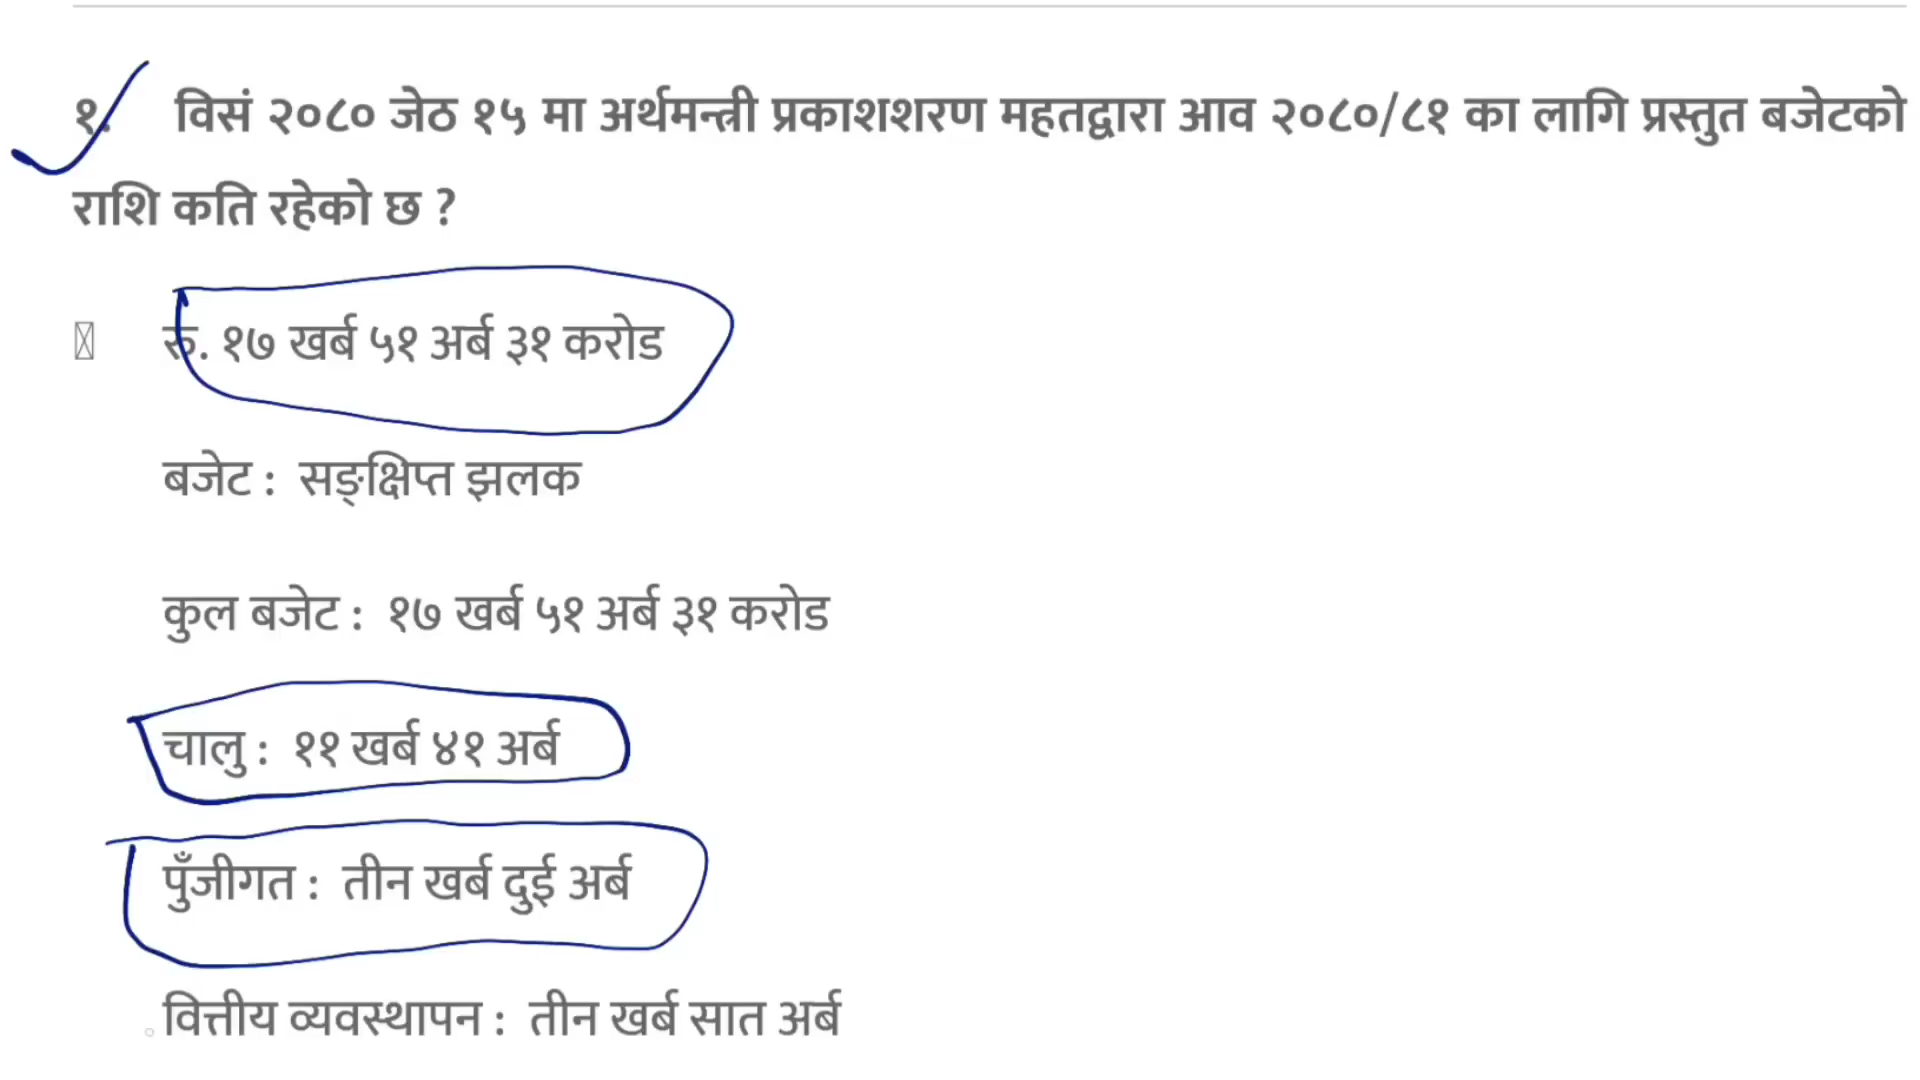 १. विसं २०८० जेठ १५ मा अर्थमन्त्री प्रकाशशरण महतद्वारा आव २०८०/८१ का लागि प्रस्तुत बजेटको
राशि कति रहेको छ ?
रु. १७ खर्ब ५१ अर्ब ३१ करोड
बजेट : सङ्क्षिप्त झलक
कुल बजेट : १७ खर्ब ५१ अर्ब ३१ करोड
चालु : ११ खर्ब ४१ अर्ब
पुँजीगत : तीन खर्ब दुई अर्ब
वित्तीय व्यवस्थापन : तीन खर्ब सात अर्ब